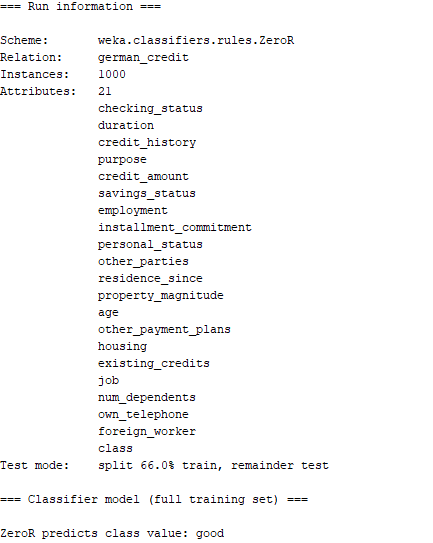 === Run information ===
Scheme: weka.classifiers.rules.ZeroR
Relation: german_credit
Instances: 1000
Attributes: 21
checking_status
duration
credit_history
purpose
credit_amount
savings_status
employment
installment_commitment
personal_status
other_parties
residence_since
property_magnitude
age
other_payment_plans
housing
existing_credits
job
num_dependents
own_telephone
foreign_worker
class
Test mode: split 66.0% train, remainder test
=== Classifier model (full training set) ===
ZeroR predicts class value: good